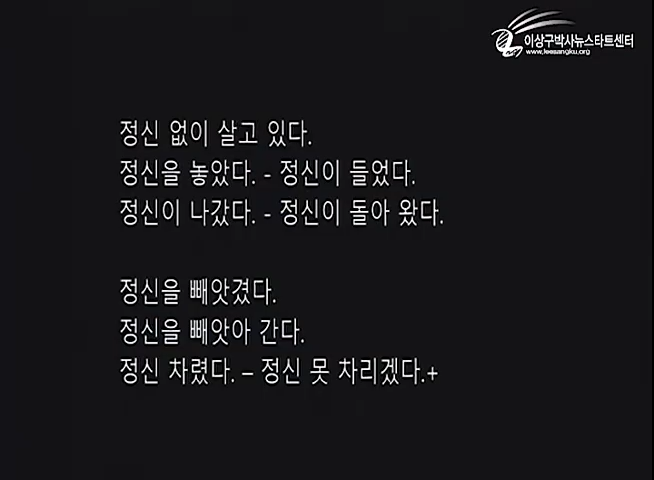 이상구박사뉴스타트센터
www.leesangku.org
정신 없이 살고 있다.
정신을 놓았다. - 정신이 들었다.
정신이 나갔다. - 정신이 돌아 왔다.
정신을 빼앗겼다.
정신을 빼앗아 간다.
정신 차렸다. – 정신 못 차리겠다.+